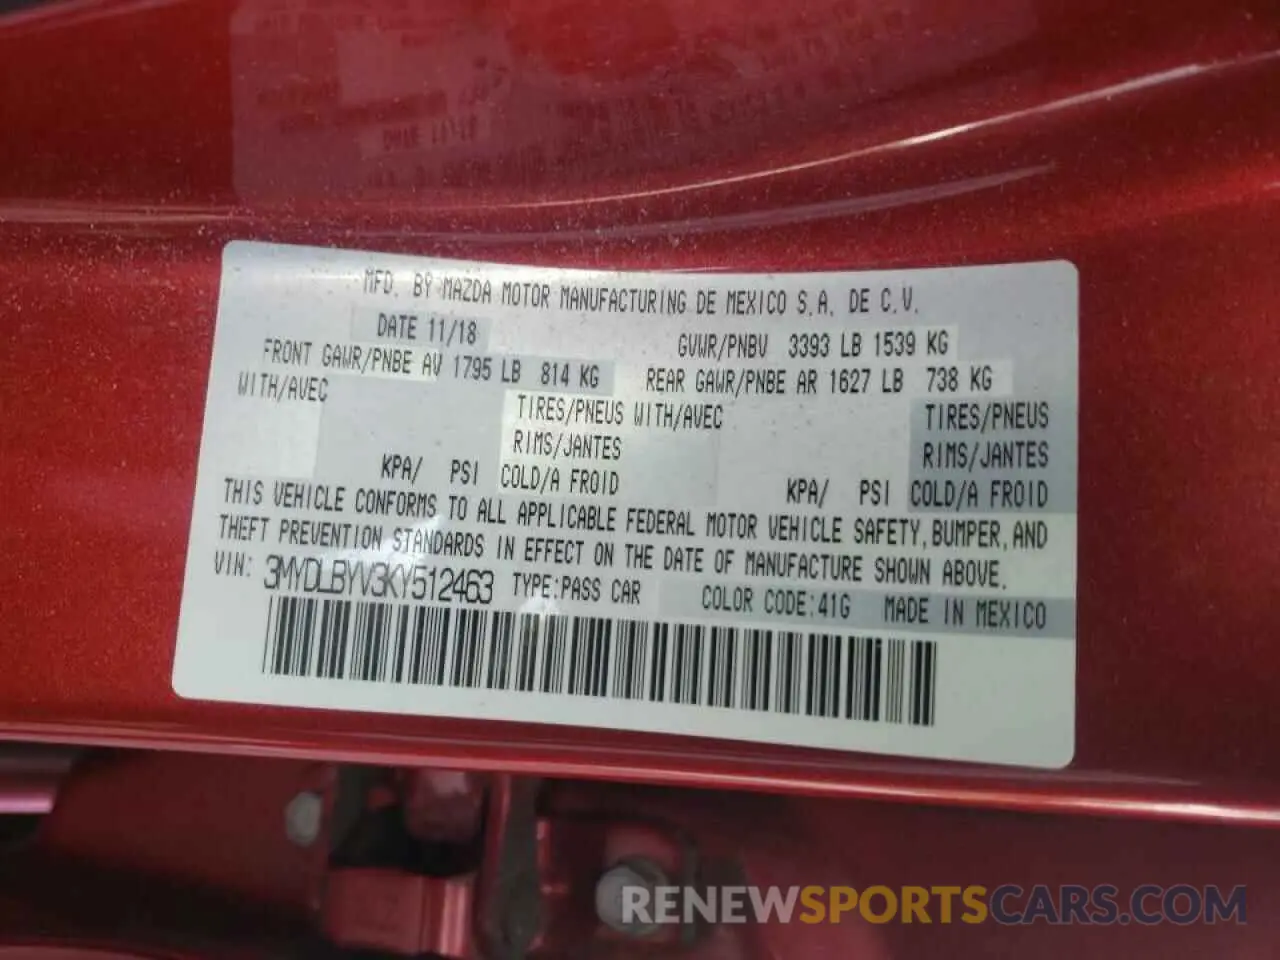 MFD. BY MAZDA MOTOR MANUFACTURING DE MEXICO S.A. DE C.V.
DATE 11/18 GVWR/PNBV 3393 LB 1539 KG
FRONT GAWR/PNBE AV 1795 LB 814 KG REAR GAWR/PNBE AR 1627 LB 738 KG
WITH/AVEC TIRES/PNEUS WITH/AVEC TIRES/PNEUS
RIMS/JANTES RIMS/JANTES
KPA/ PSI COLD/A FROID KPA/ PSI COLD/A FROID
THIS VEHICLE CONFORMS TO ALL APPLICABLE FEDERAL MOTOR VEHICLE SAFETY, BUMPER, AND
THEFT PREVENTION STANDARDS IN EFFECT ON THE DATE OF MANUFACTURE SHOWN ABOVE.
VIN: 3MYDLBYV3KY512463 TYPE:PASS CAR COLOR CODE:41G MADE IN MEXICO
RENEWSPORTSCARS.COM